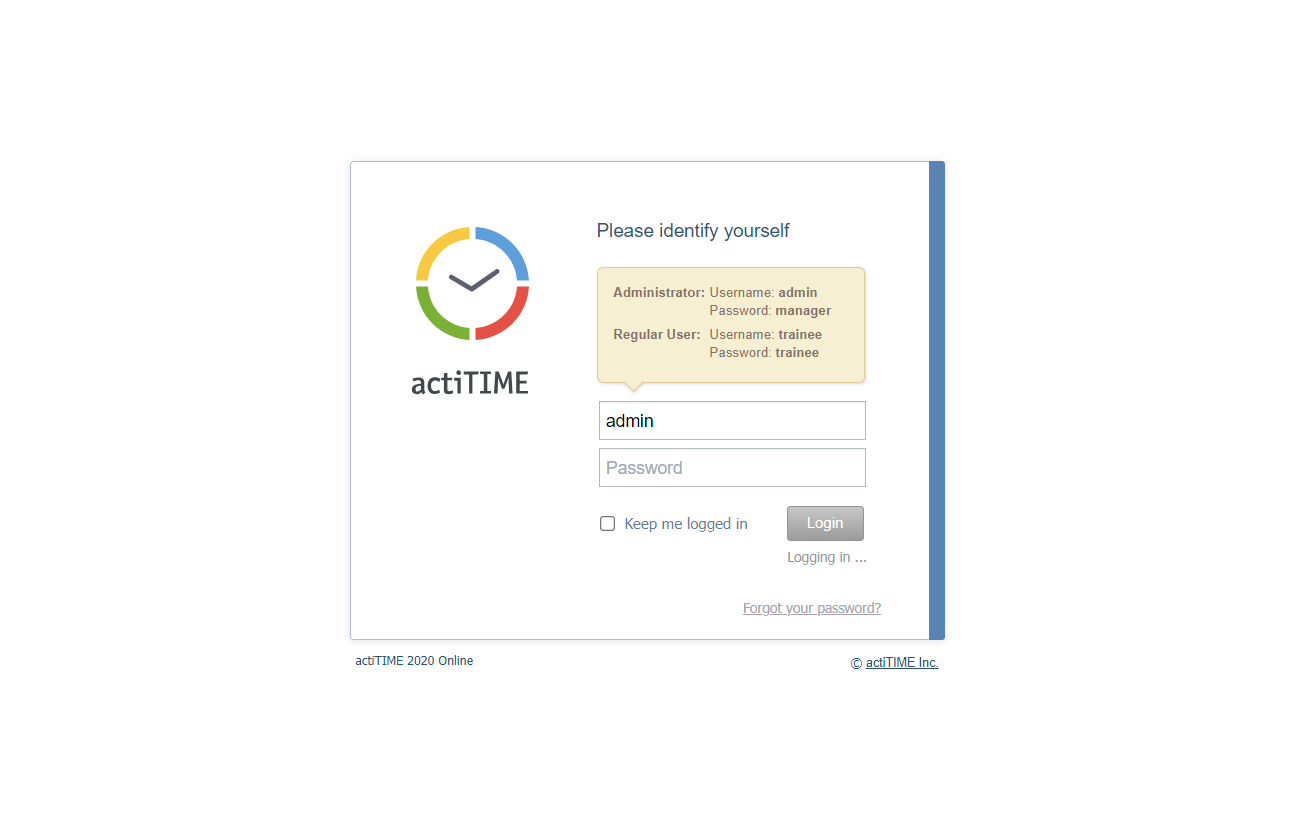 Please identify yourself
Administrator: Username: admin
Password: manager
Regular User: Username: trainee
Password: trainee
actiTIME
admin
Password
Keep me logged in
Login
Logging in ...
Forgot your password?
actiTIME 2020 Online
© actiTIME Inc.